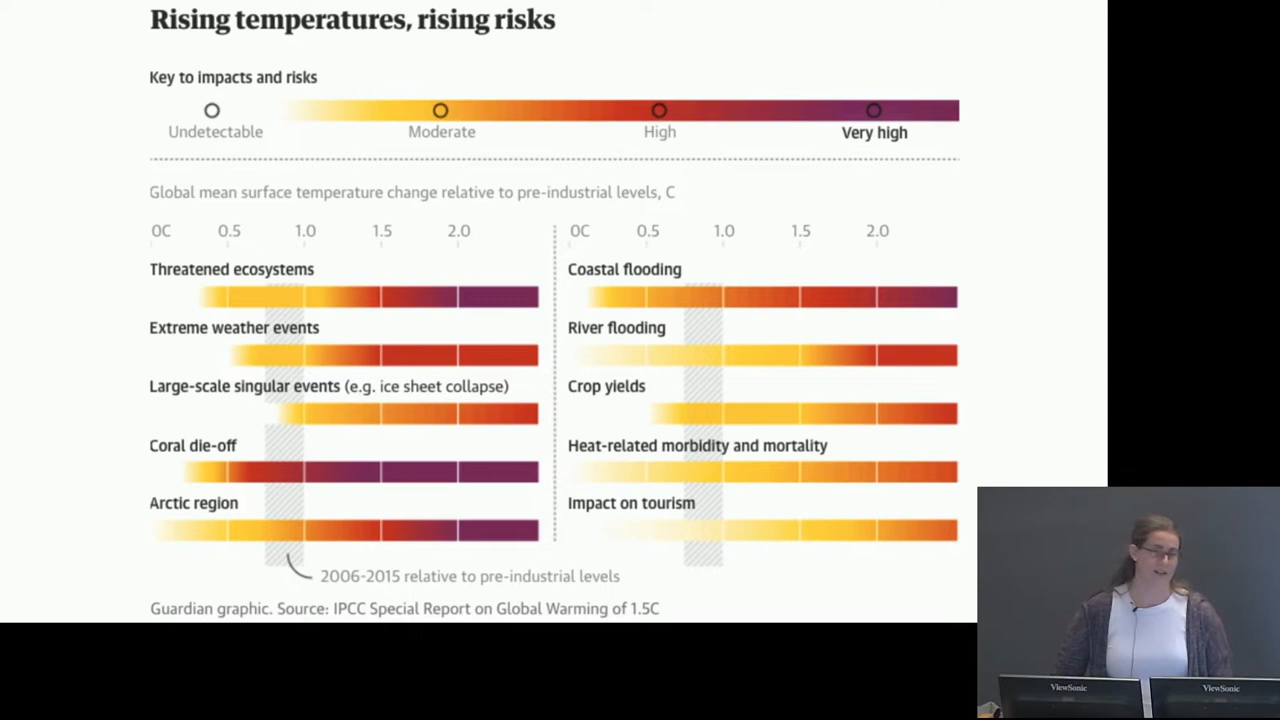 Rising temperatures, rising risks
Key to impacts and risks
Undetectable Moderate High Very high
Global mean surface temperature change relative to pre-industrial levels, C
0C 0.5 1.0 1.5 2.0 0C 0.5 1.0 1.5 2.0
Threatened ecosystems
Extreme weather events
Large-scale singular events (e.g. ice sheet collapse)
Coral die-off
Arctic region
Coastal flooding
River flooding
Crop yields
Heat-related morbidity and mortality
Impact on tourism
2006-2015 relative to pre-industrial levels
Guardian graphic. Source: IPCC Special Report on Global Warming of 1.5C
ViewSonic ViewSonic